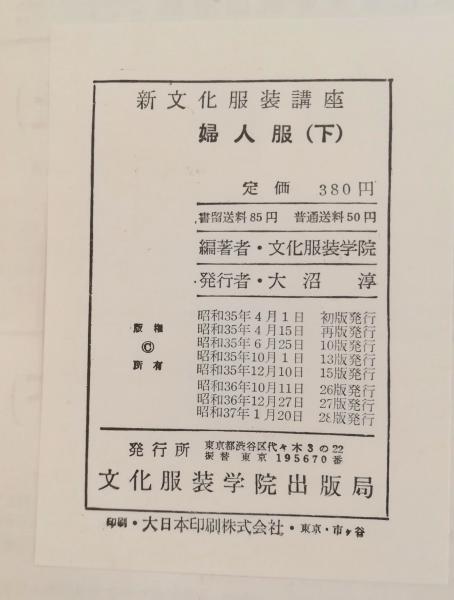 新文化服装講座
婦人服(下)
定価 380円
書留送料85円 普通送料50円
編著者・文化服装学院
発行者・大沼淳
昭和35年4月1日 初版発行
昭和35年4月15日 再版発行
昭和35年6月25日 10版発行
昭和35年10月1日 13版発行
昭和35年12月10日 15版発行
昭和36年10月11日 26版発行
昭和36年12月27日 27版発行
昭和37年1月20日 28版発行
版権
©
所有
発行所 東京都渋谷区代々木3の22
振替 東京 195670番
文化服装学院出版局
印刷・大日本印刷株式会社・東京・市ヶ谷